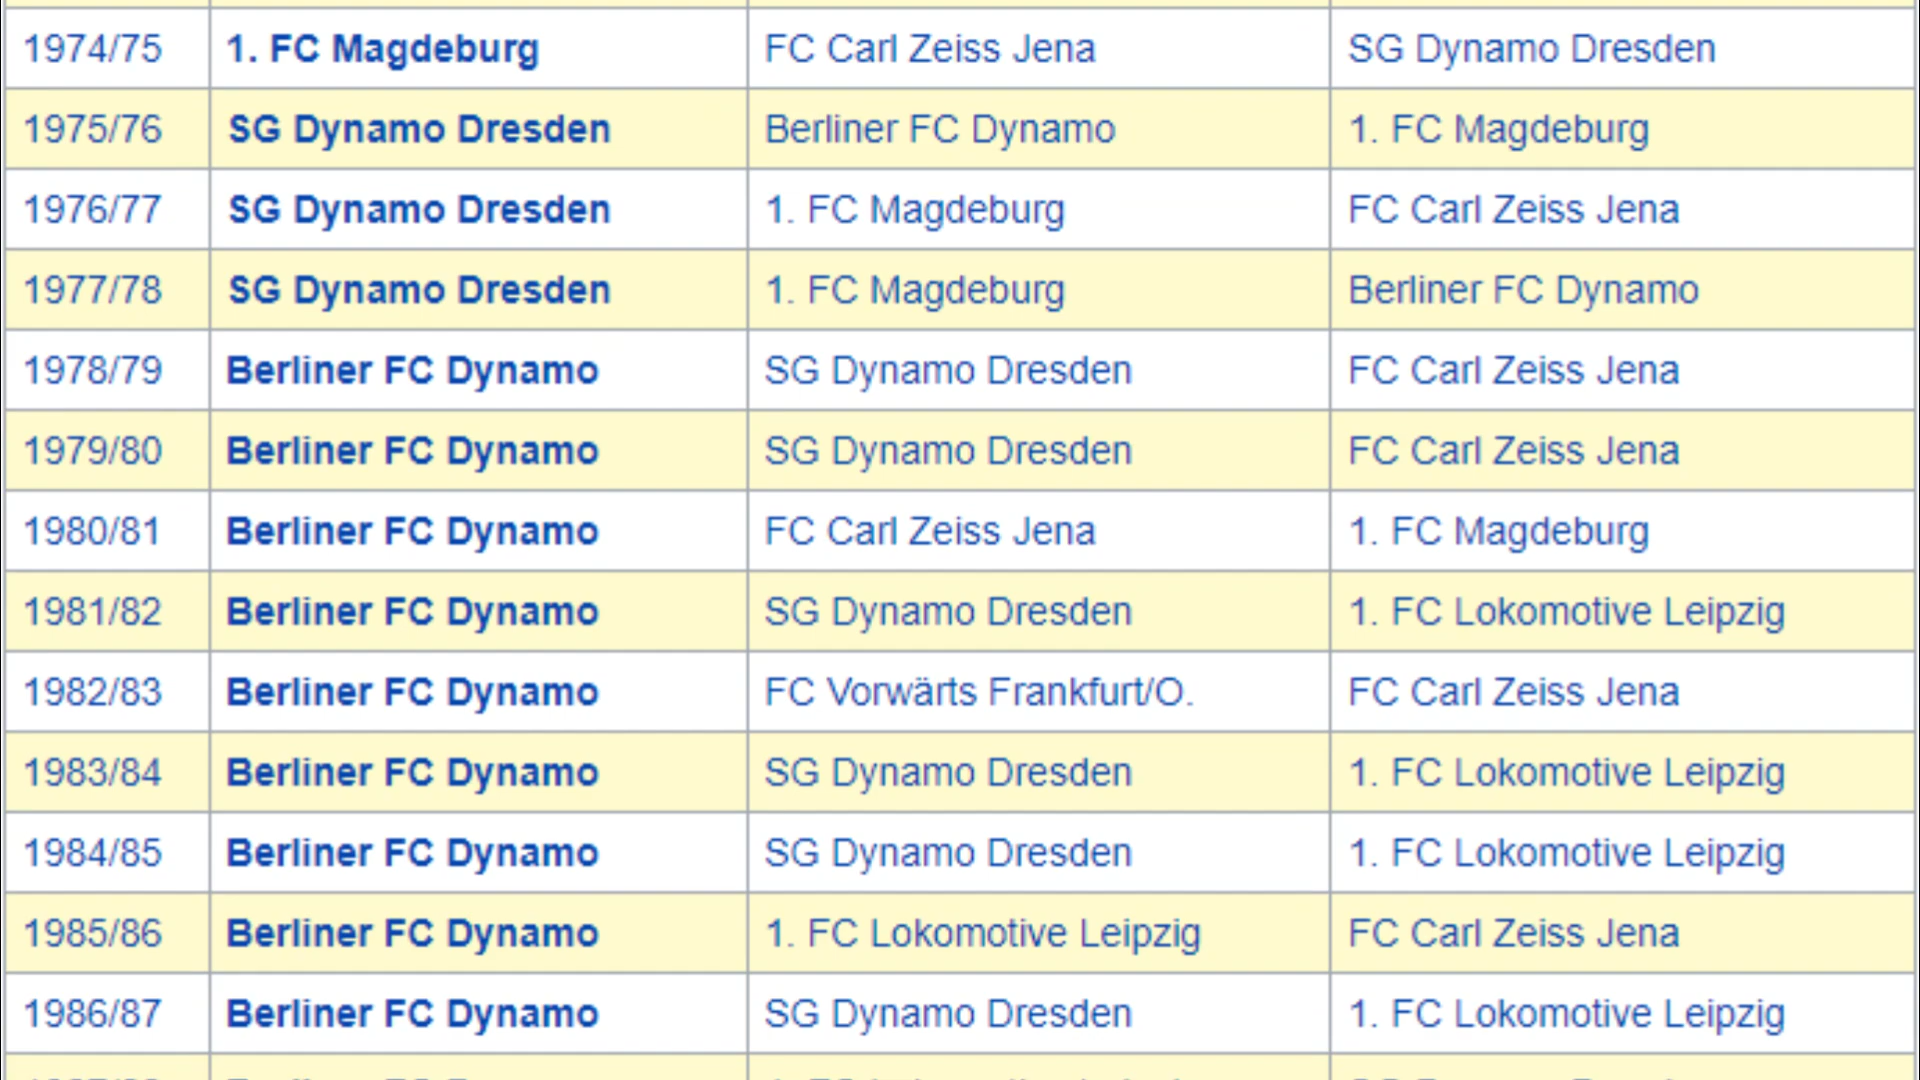 1974/75 1. FC Magdeburg FC Carl Zeiss Jena SG Dynamo Dresden
1975/76 SG Dynamo Dresden Berliner FC Dynamo 1. FC Magdeburg
1976/77 SG Dynamo Dresden 1. FC Magdeburg FC Carl Zeiss Jena
1977/78 SG Dynamo Dresden 1. FC Magdeburg Berliner FC Dynamo
1978/79 Berliner FC Dynamo SG Dynamo Dresden FC Carl Zeiss Jena
1979/80 Berliner FC Dynamo SG Dynamo Dresden FC Carl Zeiss Jena
1980/81 Berliner FC Dynamo FC Carl Zeiss Jena 1. FC Magdeburg
1981/82 Berliner FC Dynamo SG Dynamo Dresden 1. FC Lokomotive Leipzig
1982/83 Berliner FC Dynamo FC Vorwärts Frankfurt/O. FC Carl Zeiss Jena
1983/84 Berliner FC Dynamo SG Dynamo Dresden 1. FC Lokomotive Leipzig
1984/85 Berliner FC Dynamo SG Dynamo Dresden 1. FC Lokomotive Leipzig
1985/86 Berliner FC Dynamo 1. FC Lokomotive Leipzig FC Carl Zeiss Jena
1986/87 Berliner FC Dynamo SG Dynamo Dresden 1. FC Lokomotive Leipzig